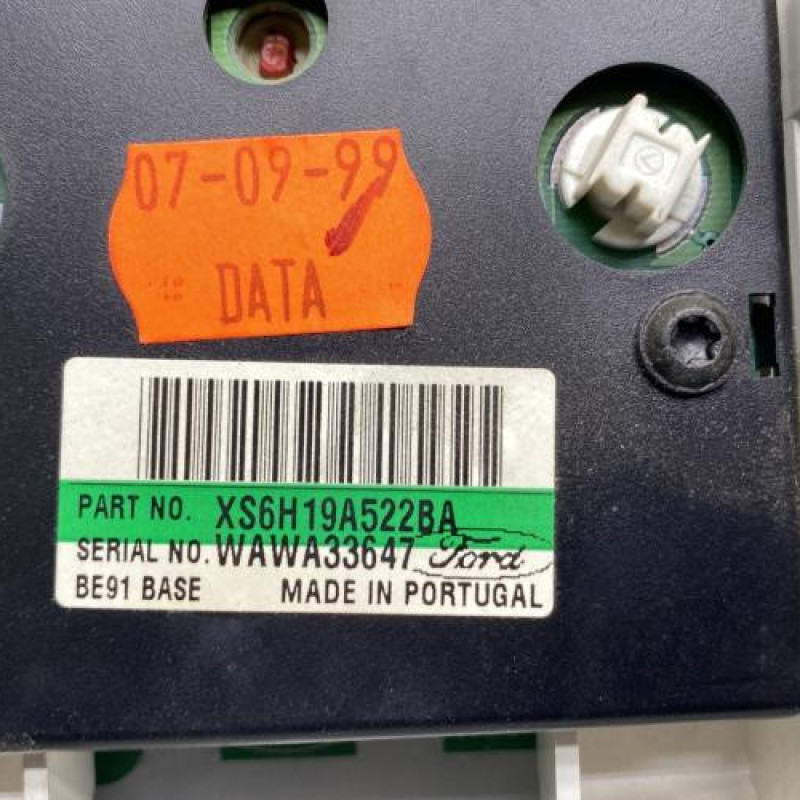 07-09-99
DATA
PART NO. XS6H19A522BA
SERIAL NO. WAWA33647 Ford
BE91 BASE MADE IN PORTUGAL